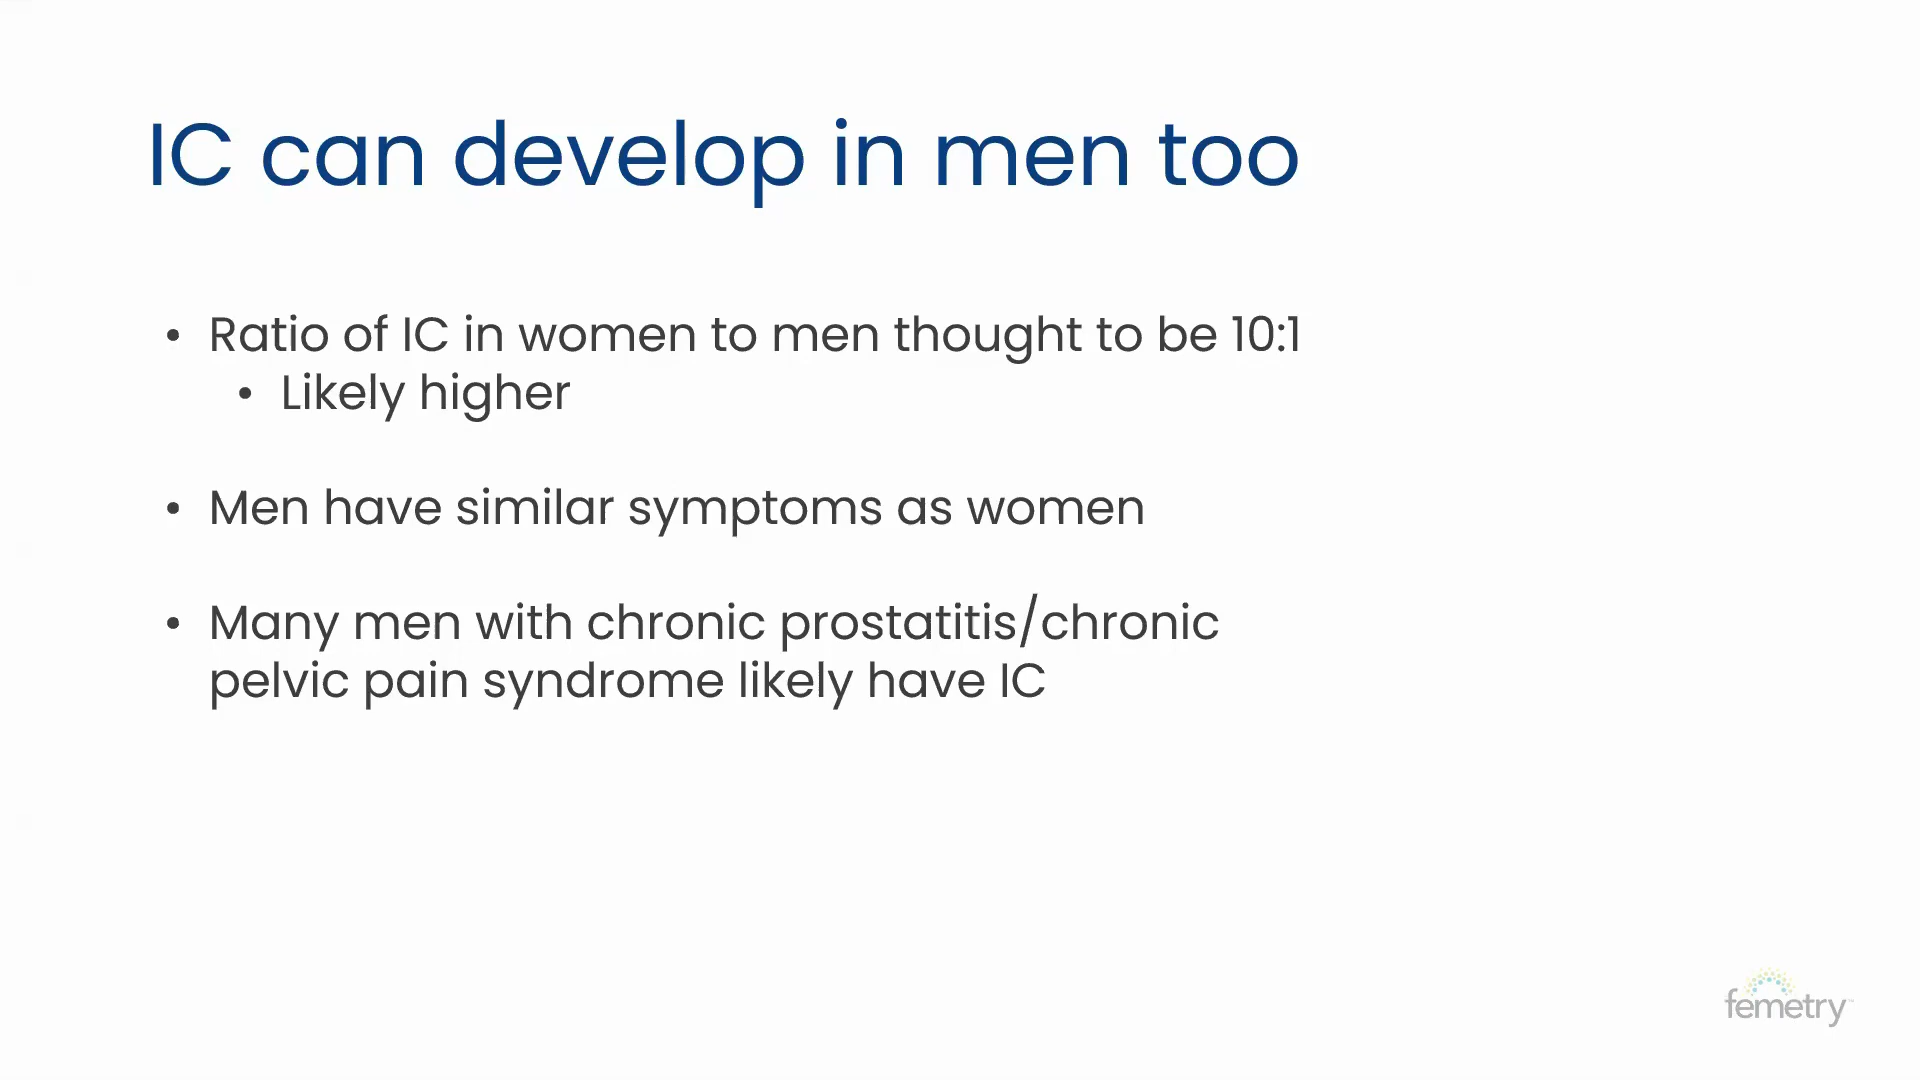 IC can develop in men too
• Ratio of IC in women to men thought to be 10:1
• Likely higher
• Men have similar symptoms as women
• Many men with chronic prostatitis/chronic
pelvic pain syndrome likely have IC
femetry™